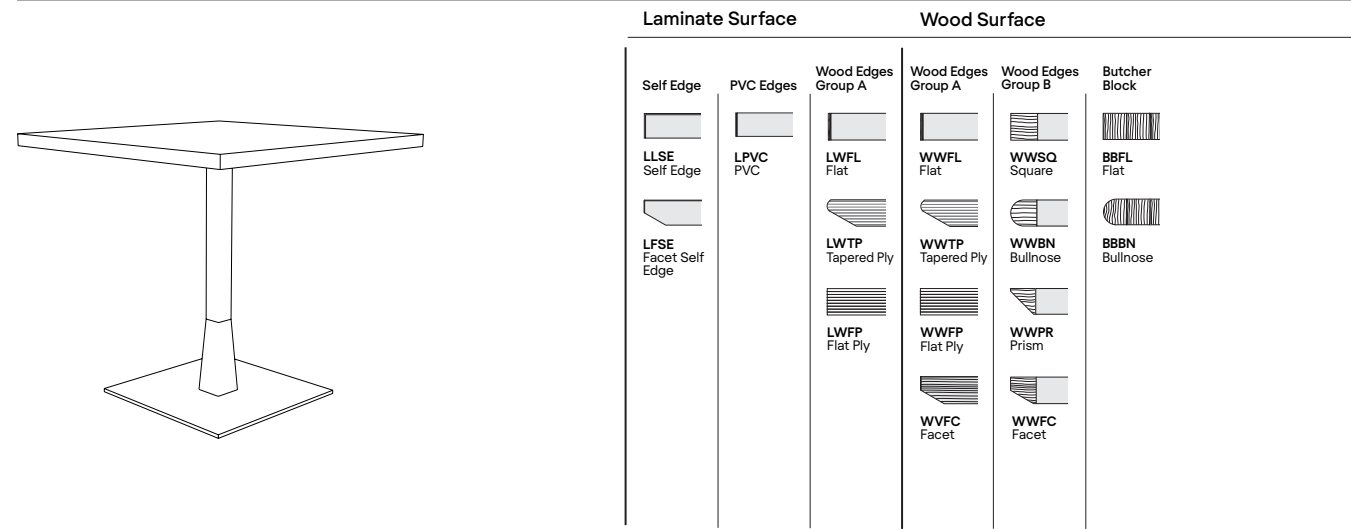 Laminate Surface
Wood Surface
Self Edge
PVC Edges
Wood Edges
Group A
Wood Edges
Group A
Wood Edges
Group B
Butcher
Block
LLSE
Self Edge
LPVC
PVC
LWFL
Flat
WWFL
Flat
WWSQ
Square
BBFL
Flat
LFSE
Facet Self
Edge
LWTP
Tapered Ply
WWTP
Tapered Ply
WWBN
Bullnose
BBBN
Bullnose
LWFP
Flat Ply
WWFP
Flat Ply
WWPR
Prism
WVFC
Facet
WWFC
Facet